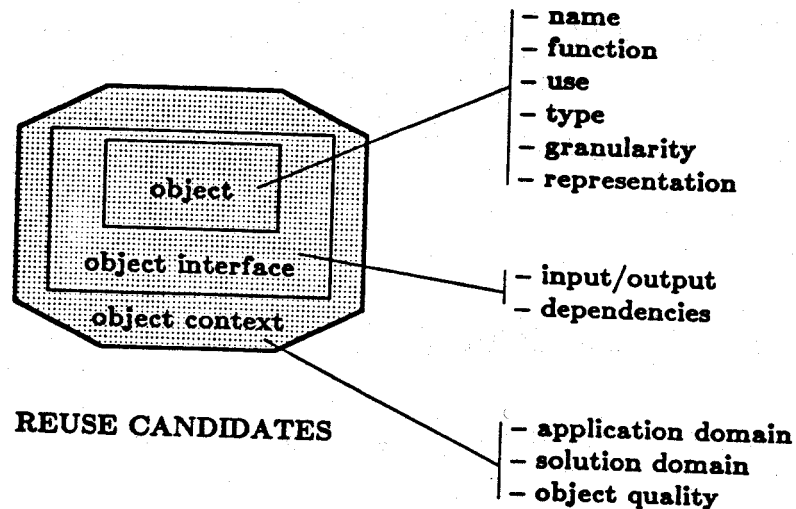 – name
– function
– use
– type
– granularity
– representation
object
object interface
object context
– input/output
– dependencies
REUSE CANDIDATES
– application domain
– solution domain
– object quality